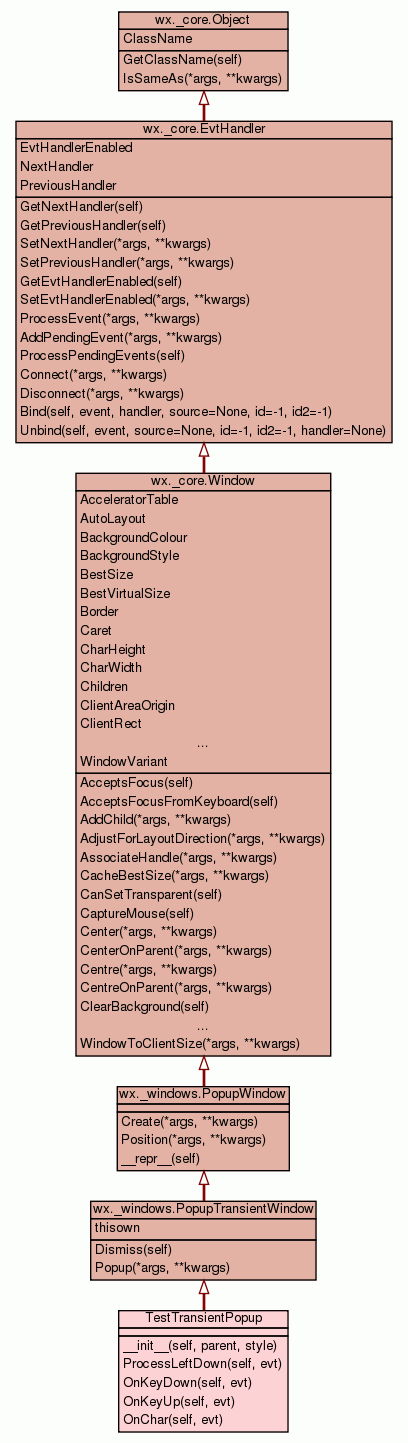 wx._core.Object
ClassName
GetClassName(self)
IsSameAs(*args, **kwargs)
wx._core.EvtHandler
EvtHandlerEnabled
NextHandler
PreviousHandler
GetNextHandler(self)
GetPreviousHandler(self)
SetNextHandler(*args, **kwargs)
SetPreviousHandler(*args, **kwargs)
GetEvtHandlerEnabled(self)
SetEvtHandlerEnabled(*args, **kwargs)
ProcessEvent(*args, **kwargs)
AddPendingEvent(*args, **kwargs)
ProcessPendingEvents(self)
Connect(*args, **kwargs)
Disconnect(*args, **kwargs)
Bind(self, event, handler, source=None, id=-1, id2=-1)
Unbind(self, event, source=None, id=-1, id2=-1, handler=None)
wx._core.Window
AcceleratorTable
AutoLayout
BackgroundColour
BackgroundStyle
BestSize
BestVirtualSize
Border
Caret
CharHeight
CharWidth
Children
ClientAreaOrigin
ClientRect
...
WindowVariant
AcceptsFocus(self)
AcceptsFocusFromKeyboard(self)
AddChild(*args, **kwargs)
AdjustForLayoutDirection(*args, **kwargs)
AssociateHandle(*args, **kwargs)
CacheBestSize(*args, **kwargs)
CanSetTransparent(self)
CaptureMouse(self)
Center(*args, **kwargs)
CenterOnParent(*args, **kwargs)
Centre(*args, **kwargs)
CentreOnParent(*args, **kwargs)
ClearBackground(self)
...
WindowToClientSize(*args, **kwargs)
wx._windows.PopupWindow
Create(*args, **kwargs)
Position(*args, **kwargs)
__repr__(self)
wx._windows.PopupTransientWindow
thisown
Dismiss(self)
Popup(*args, **kwargs)
TestTransientPopup
__init__(self, parent, style)
ProcessLeftDown(self, evt)
OnKeyDown(self, evt)
OnKeyUp(self, evt)
OnChar(self, evt)